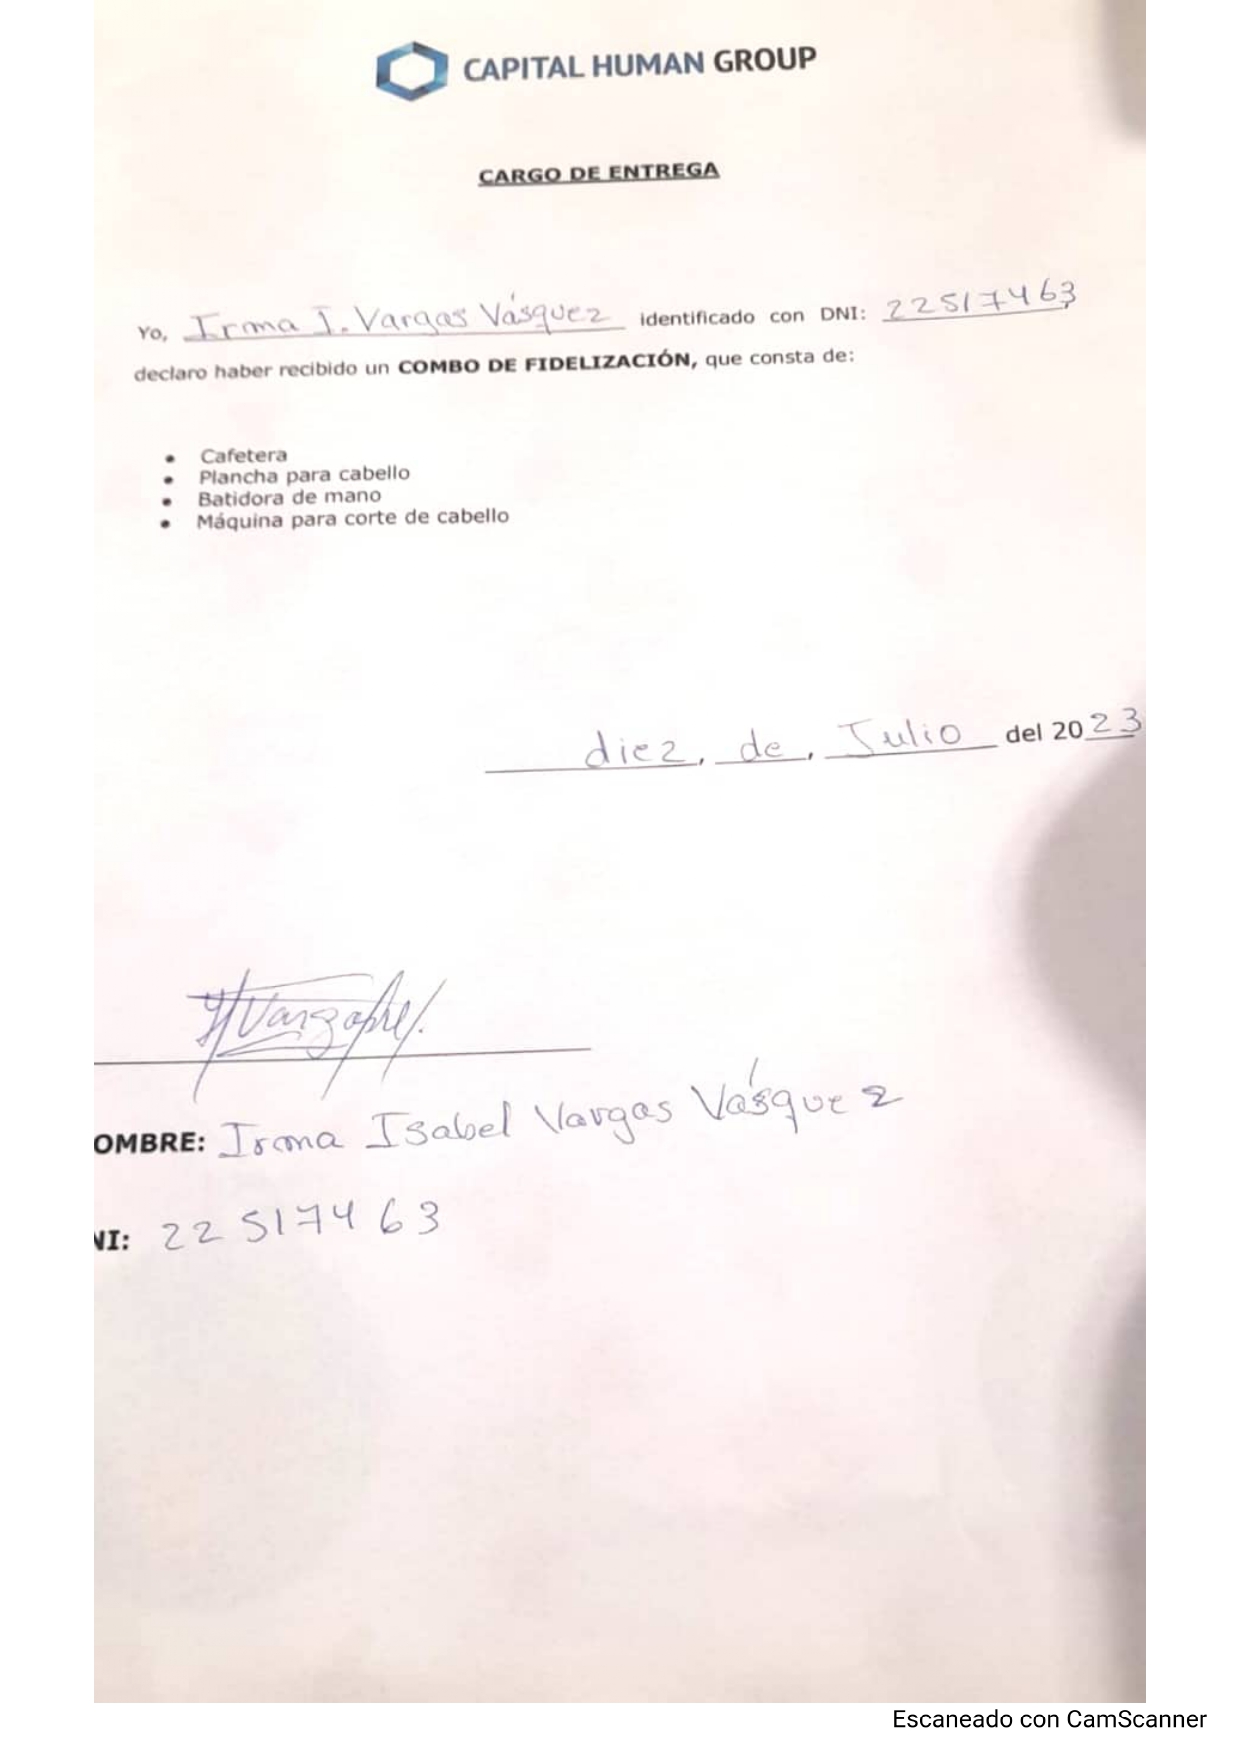 CAPITAL HUMAN GROUP
CARGO DE ENTREGA
Yo, Irma I. Vargas Vásquez identificado con DNI: 22517463,
declaro haber recibido un COMBO DE FIDELIZACIÓN, que consta de:
• Cafetera
• Plancha para cabello
• Batidora de mano
• Máquina para corte de cabello
diez, de, Julio del 2023
OMBRE: Irma Isabel Vargas Vásquez
NI: 22517463
Escaneado con CamScanner